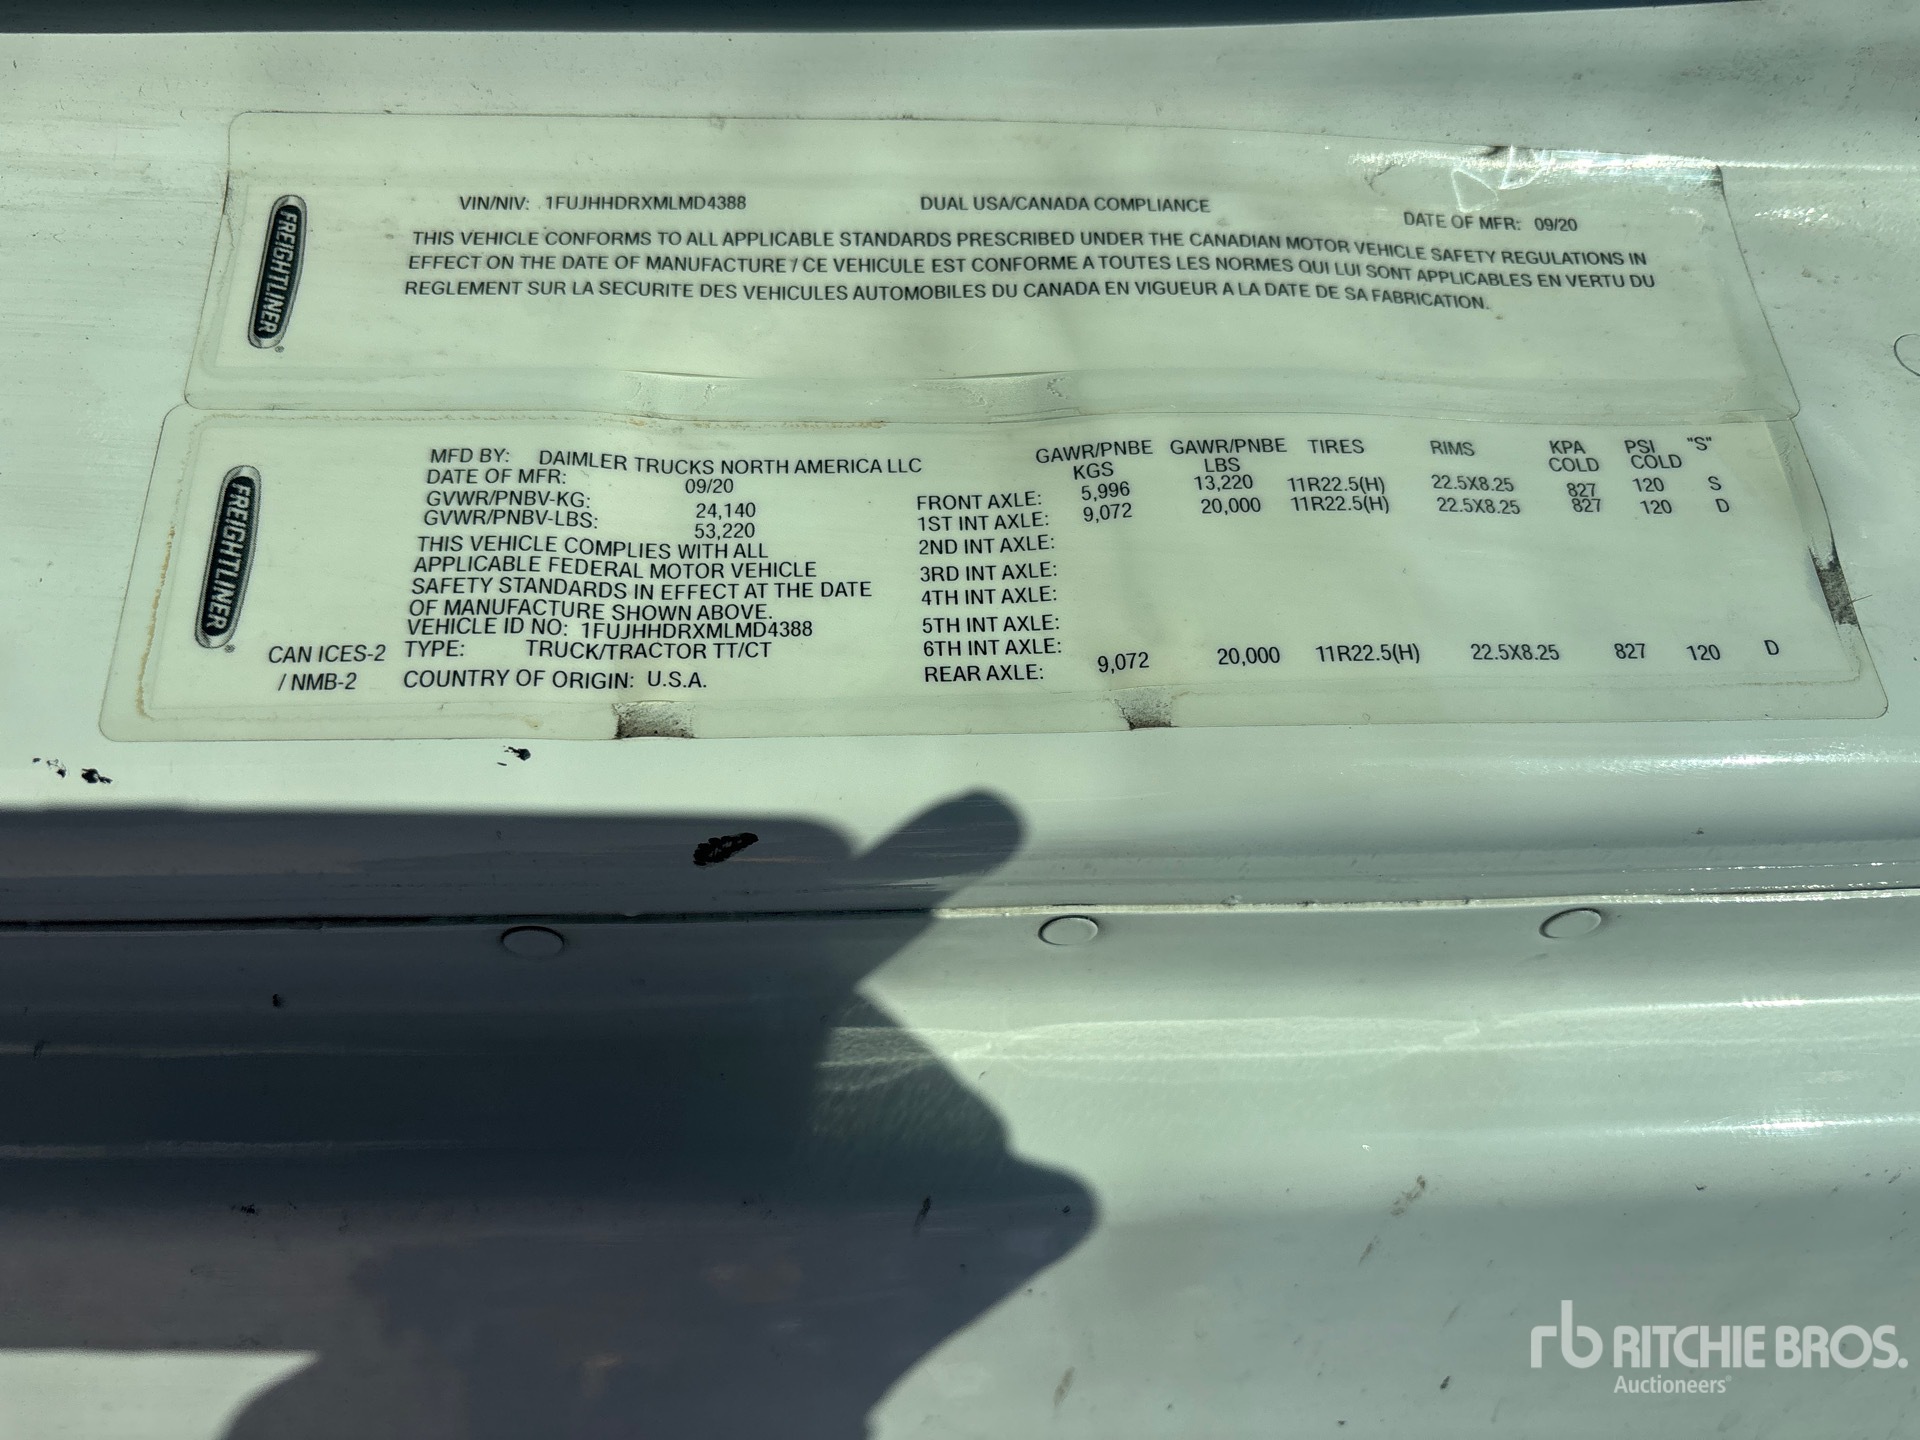 FREIGHTLINER
VIN/NIV: 1FUJHHDRXMLMD4388 DUAL USA/CANADA COMPLIANCE DATE OF MFR: 09/20
THIS VEHICLE CONFORMS TO ALL APPLICABLE STANDARDS PRESCRIBED UNDER THE CANADIAN MOTOR VEHICLE SAFETY REGULATIONS IN
EFFECT ON THE DATE OF MANUFACTURE / CE VEHICULE EST CONFORME A TOUTES LES NORMES QUI LUI SONT APPLICABLES EN VERTU DU
REGLEMENT SUR LA SECURITE DES VEHICULES AUTOMOBILES DU CANADA EN VIGUEUR A LA DATE DE SA FABRICATION.
FREIGHTLINER
MFD BY: DAIMLER TRUCKS NORTH AMERICA LLC
DATE OF MFR: 09/20
GVWR/PNBV-KG: 24,140
GVWR/PNBV-LBS: 53,220
THIS VEHICLE COMPLIES WITH ALL
APPLICABLE FEDERAL MOTOR VEHICLE
SAFETY STANDARDS IN EFFECT AT THE DATE
OF MANUFACTURE SHOWN ABOVE.
VEHICLE ID NO: 1FUJHHDRXMLMD4388
TYPE: TRUCK/TRACTOR TT/CT
COUNTRY OF ORIGIN: U.S.A.
CAN ICES-2
/ NMB-2
GAWR/PNBE GAWR/PNBE TIRES RIMS KPA PSI "S"
KGS LBS COLD COLD
FRONT AXLE: 5,996 13,220 11R22.5(H) 22.5X8.25 827 120 S
1ST INT AXLE: 9,072 20,000 11R22.5(H) 22.5X8.25 827 120 D
2ND INT AXLE:
3RD INT AXLE:
4TH INT AXLE:
5TH INT AXLE:
6TH INT AXLE:
REAR AXLE: 9,072 20,000 11R22.5(H) 22.5X8.25 827 120 D
rb RITCHIE BROS.
Auctioneers